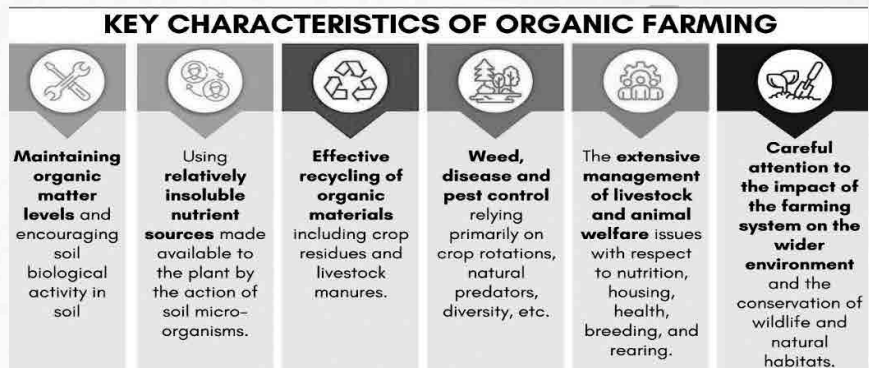 KEY CHARACTERISTICS OF ORGANIC FARMING
Maintaining
organic
matter
levels and
encouraging
soil
biological
activity in
soil
Using
relatively
insoluble
nutrient
sources made
available to
the plant by
the action of
soil micro-
organisms.
Effective
recycling of
organic
materials
including crop
residues and
livestock
manures.
Weed,
disease and
pest control
relying
primarily on
crop rotations,
natural
predators,
diversity, etc.
The extensive
management
of livestock
and animal
welfare issues
with respect
to nutrition,
housing,
health,
breeding, and
rearing.
Careful
attention to
the impact of
the farming
system on the
wider
environment
and the
conservation of
wildlife and
natural
habitats.